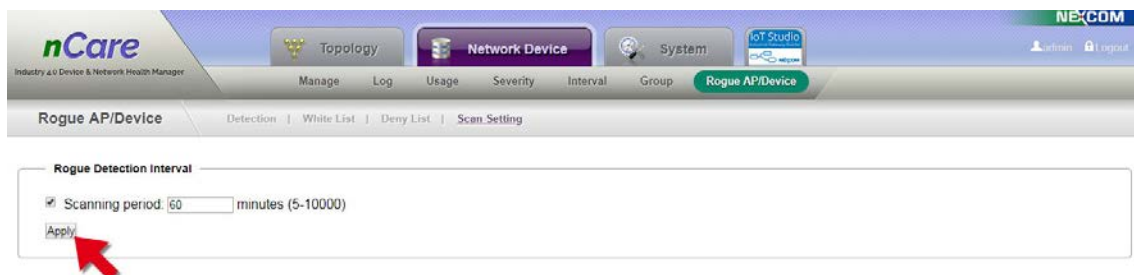 NEXCOM
nCare
Industry 4.0 Device & Network Health Manager
Topology Network Device System IoT Studio
admin Logout
Manage Log Usage Severity Interval Group Rogue AP/Device
Rogue AP/Device Detection | White List | Deny List | Scan Setting
Rogue Detection Interval
Scanning period: 60 minutes (5-10000)
Apply